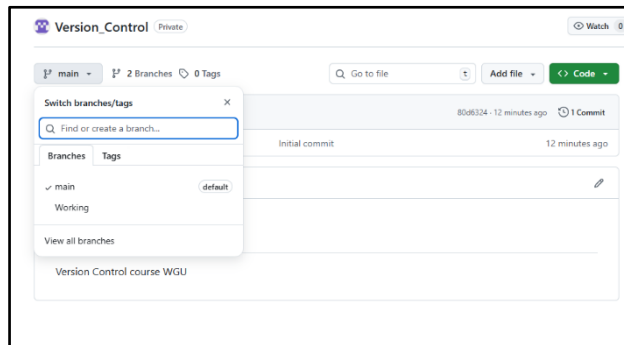 Version_Control Private
Watch 0
main 2 Branches 0 Tags
Go to file t
Add file
<> Code
Switch branches/tags ×
Find or create a branch...
80d6324 · 12 minutes ago 1 Commit
Initial commit 12 minutes ago
Branches Tags
main default
Working
View all branches
Version Control course WGU